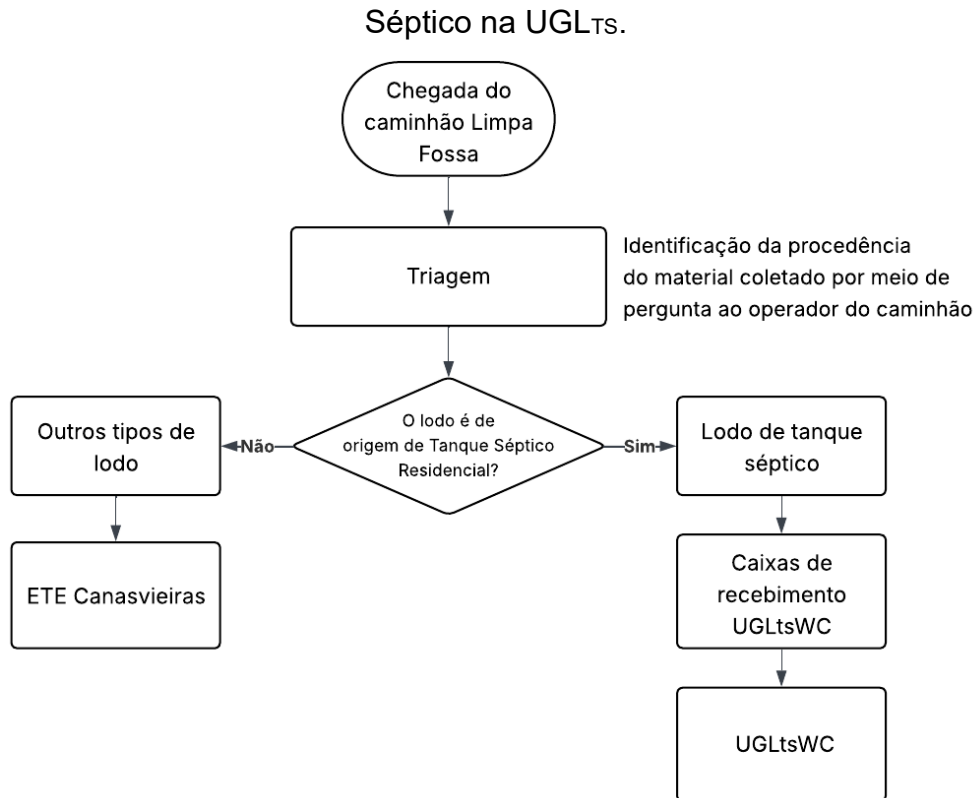 Séptico na UGLTS.
Chegada do
caminhão Limpa
Fossa
Triagem
Identificação da procedência
do material coletado por meio de
pergunta ao operador do caminhão
O lodo é de
origem de Tanque Séptico
Residencial?
Não
Sim
Outros tipos de
lodo
Lodo de tanque
séptico
ETE Canasvieiras
Caixas de
recebimento
UGLtsWC
UGLtsWC